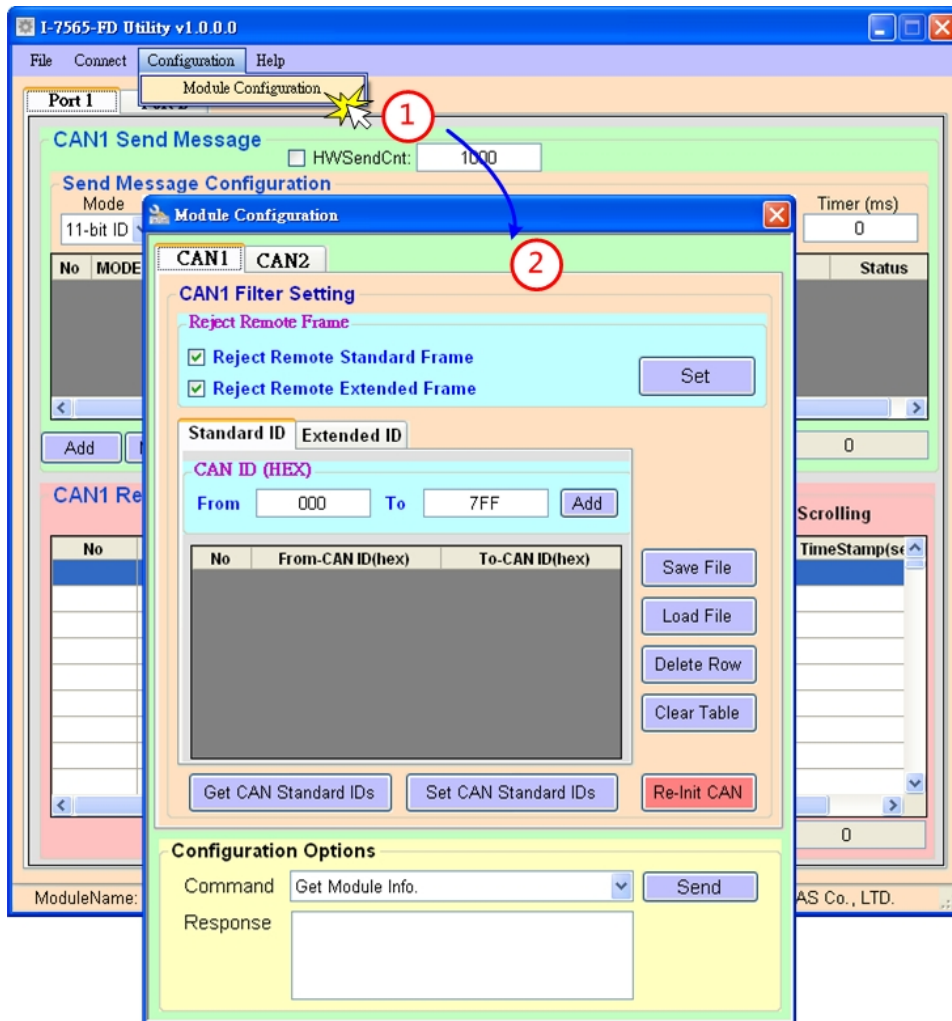 I-7565-FD Utility v1.0.0.0
File Connect Configuration Help
Module Configuration
1
Port 1
CAN1 Send Message
HWSendCnt: 1000
Send Message Configuration
Mode Timer (ms)
11-bit ID 0
No MODE Status
Add 0
Module Configuration
2
CAN1 CAN2
CAN1 Filter Setting
Reject Remote Frame
Reject Remote Standard Frame
Reject Remote Extended Frame
Set
Standard ID Extended ID
CAN ID (HEX)
From 000 To 7FF Add
No From-CAN ID(hex) To-CAN ID(hex)
Save File
Load File
Delete Row
Clear Table
Get CAN Standard IDs Set CAN Standard IDs Re-Init CAN
CAN1 Re
Scrolling
No TimeStamp(se
0
Configuration Options
Command Get Module Info. Send
Response
ModuleName: AS Co., LTD.